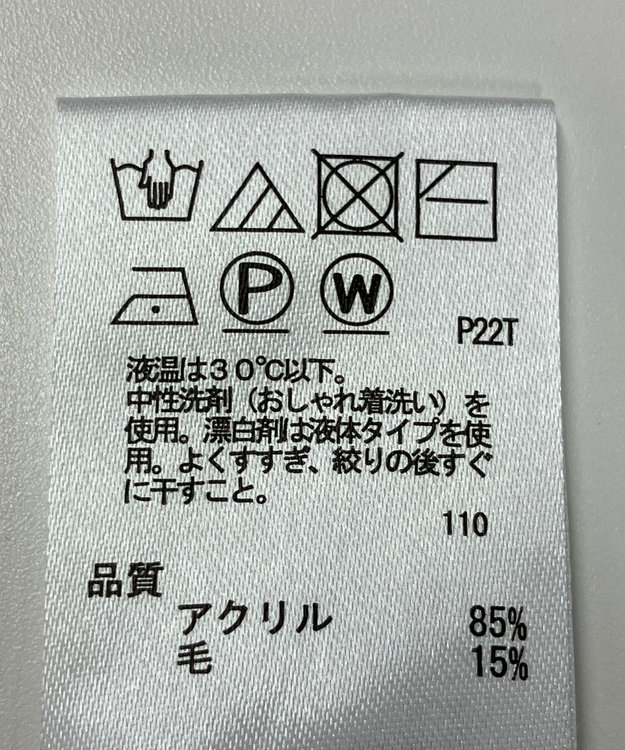 P
W
P22T
液温は30℃以下。
中性洗剤（おしゃれ着洗い）を
使用。漂白剤は液体タイプを使
用。よくすすぎ、絞りの後すぐ
に干すこと。
110
品質
アクリル 85%
毛 15%